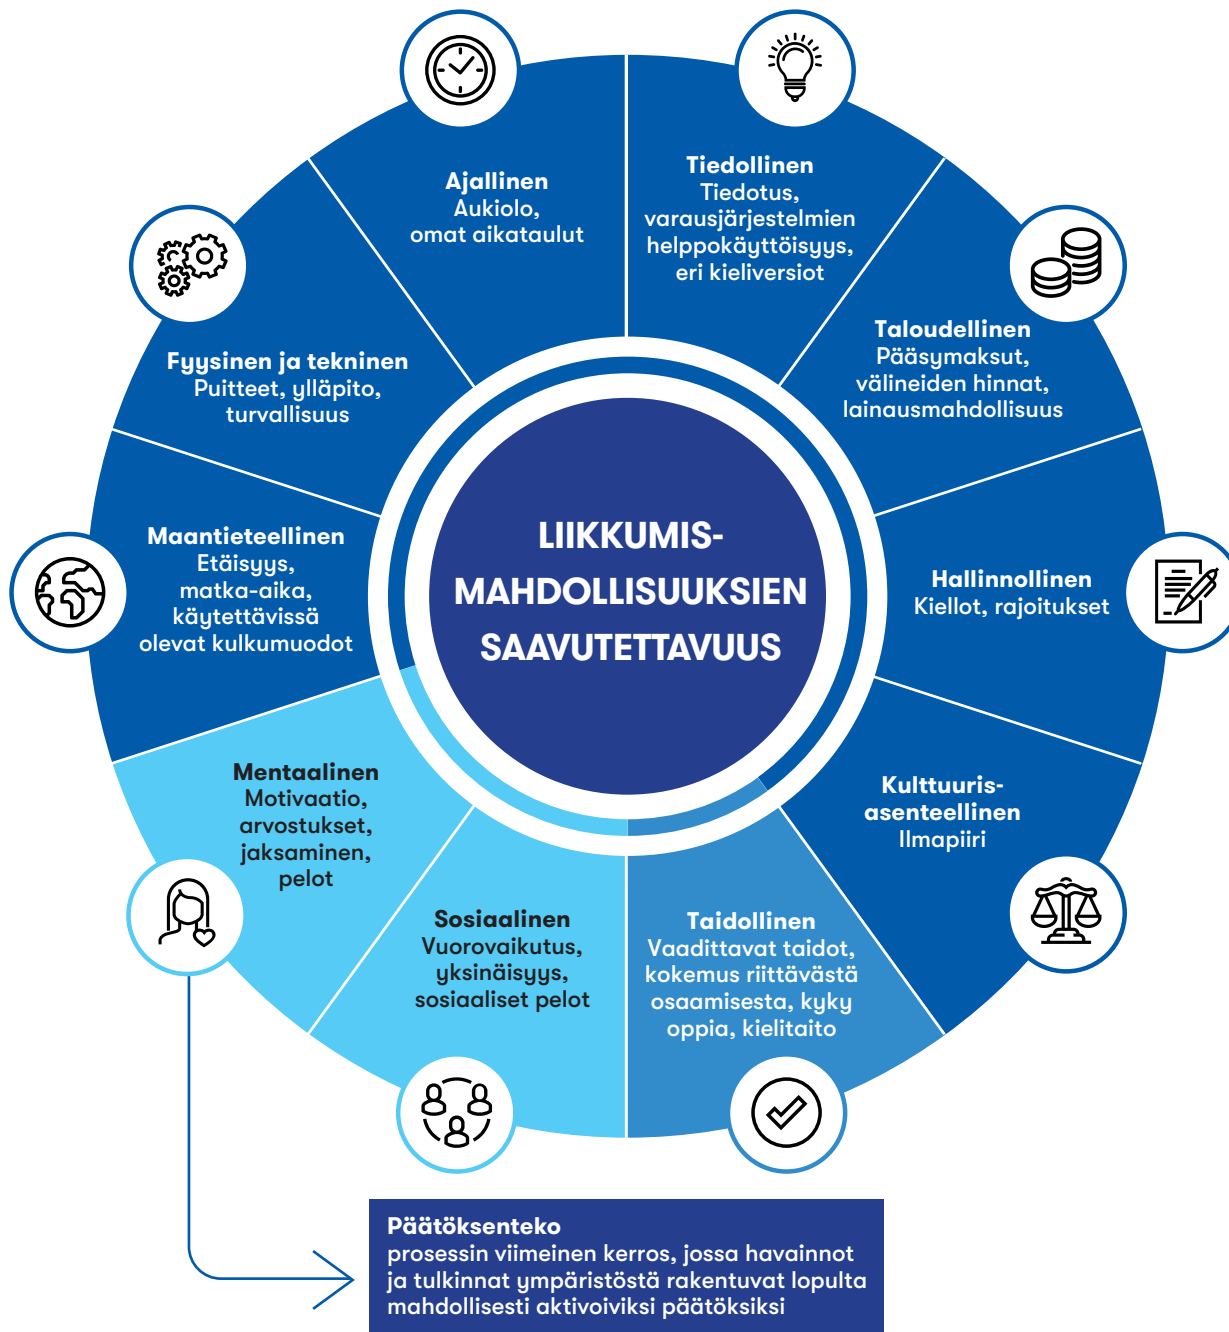 Ajallinen
Aukiolo,
omat aikataulut
Tiedollinen
Tiedotus,
varausjärjestelmien
helppokäyttöisyys,
eri kieliversiot
Taloudellinen
Pääsymaksut,
välineiden hinnat,
lainausmahdollisuus
Hallinnollinen
Kiellot, rajoitukset
Kulttuuris-
asenteellinen
Ilmapiiri
Taidollinen
Vaadittavat taidot,
kokemus riittävästä
osaamisesta, kyky
oppia, kielitaito
Sosiaalinen
Vuorovaikutus,
yksinäisyys,
sosiaaliset pelot
Mentaalinen
Motivaatio,
arvostukset,
jaksaminen,
pelot
Maantieteellinen
Etäisyys,
matka-aika,
käytettävissä
olevat kulkumuodot
Fyysinen ja tekninen
Puitteet, ylläpito,
turvallisuus
LIIKKUMIS-
MAHDOLLISUUKSIEN
SAAVUTETTAVUUS
Päätöksenteko
prosessin viimeinen kerros, jossa havainnot
ja tulkinnat ympäristöstä rakentuvat lopulta
mahdollisesti aktivoiviksi päätöksiksi